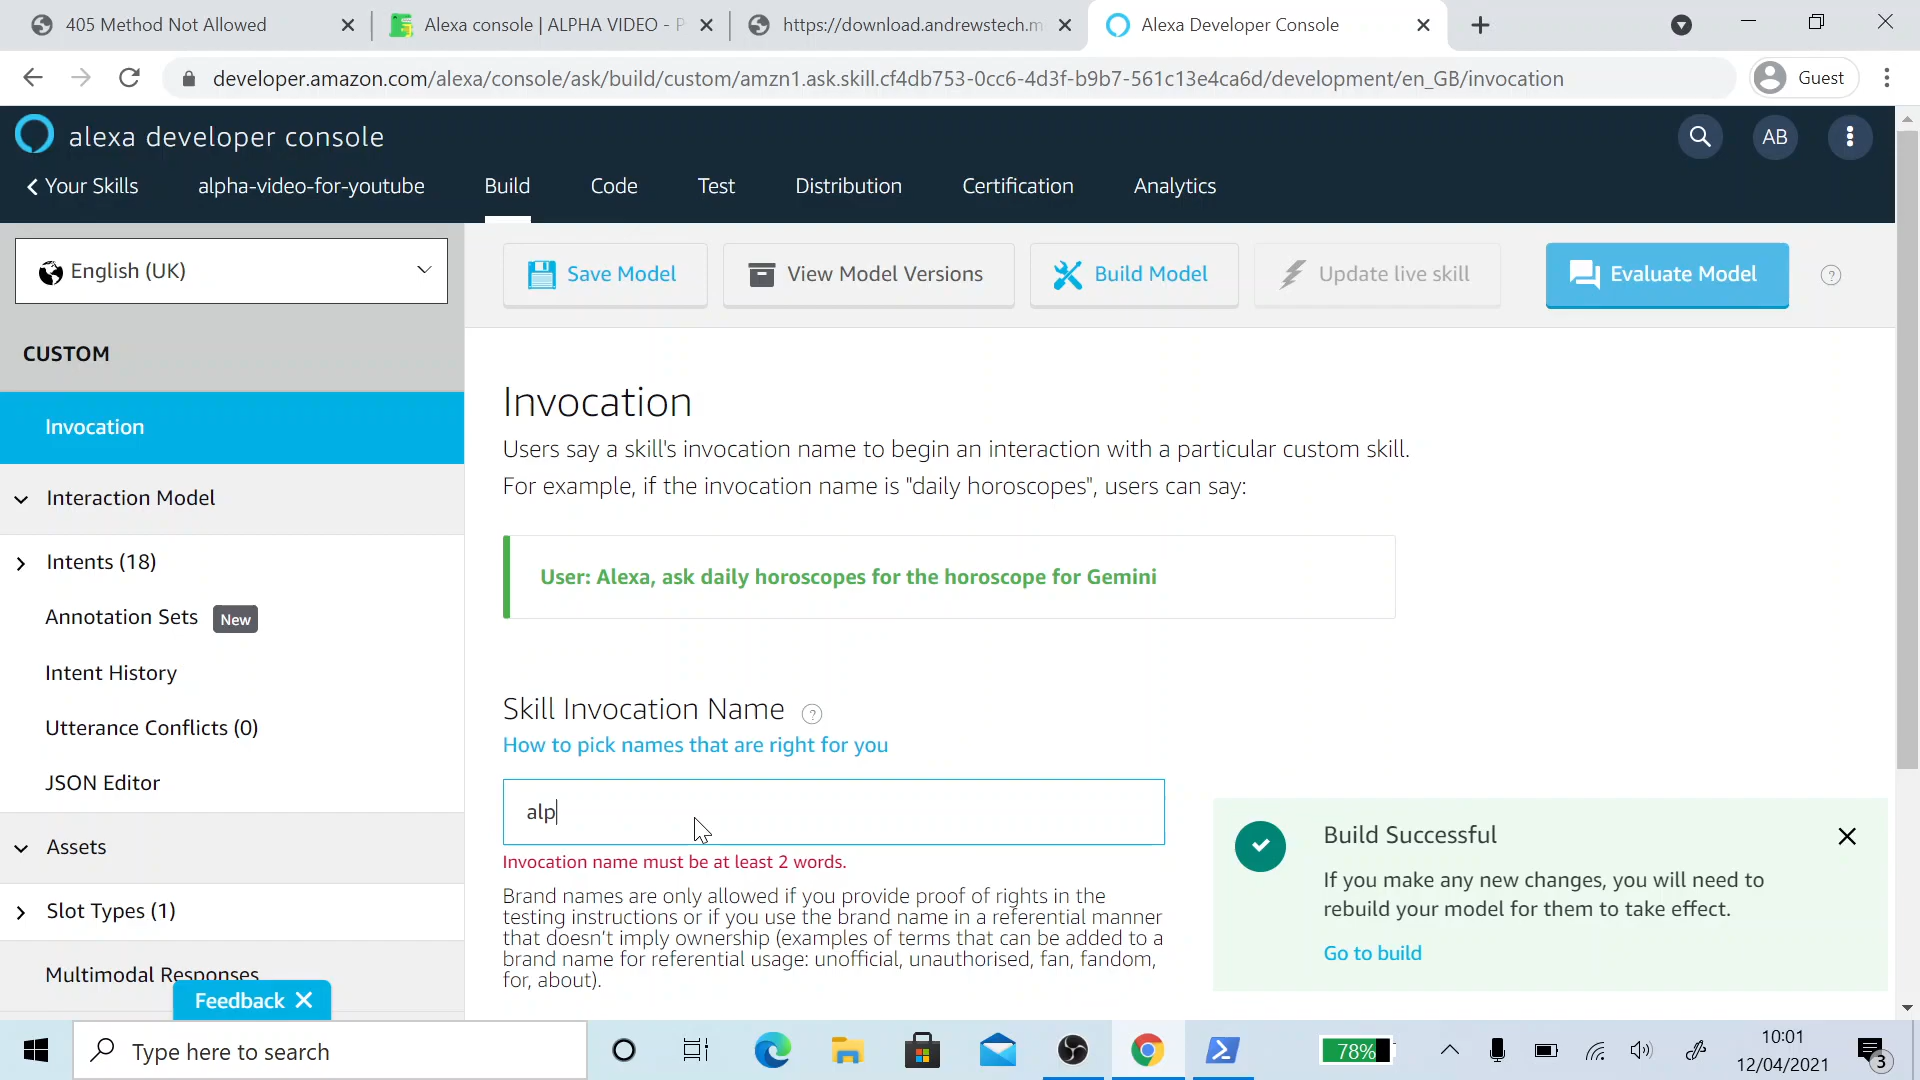 405 Method Not Allowed
Alexa console | ALPHA VIDEO - P
https://download.andrewstech.m
Alexa Developer Console
developer.amazon.com/alexa/console/ask/build/custom/amzn1.ask.skill.cf4db753-0cc6-4d3f-b9b7-561c13e4ca6d/development/en_GB/invocation
Guest
alexa developer console
AB
Your Skills
alpha-video-for-youtube
Build
Code
Test
Distribution
Certification
Analytics
English (UK)
Save Model
View Model Versions
Build Model
Update live skill
Evaluate Model
CUSTOM
Invocation
Interaction Model
Intents (18)
Annotation Sets New
Intent History
Utterance Conflicts (0)
JSON Editor
Assets
Slot Types (1)
Multimodal Responses
Feedback
Invocation
Users say a skill's invocation name to begin an interaction with a particular custom skill.
For example, if the invocation name is "daily horoscopes", users can say:
User: Alexa, ask daily horoscopes for the horoscope for Gemini
Skill Invocation Name
How to pick names that are right for you
alp
Invocation name must be at least 2 words.
Brand names are only allowed if you provide proof of rights in the
testing instructions or if you use the brand name in a referential manner
that doesn't imply ownership (examples of terms that can be added to a
brand name for referential usage: unofficial, unauthorised, fan, fandom,
for, about).
Build Successful
If you make any new changes, you will need to
rebuild your model for them to take effect.
Go to build
Type here to search
78%
10:01
12/04/2021
3